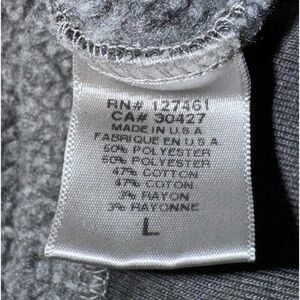 RN# 127461
CA# 30427
MADE IN U.S.A
FABRIQUE EN U.S.A
50% POLYESTER
50% POLYESTER
47% COTTON
47% COTON
3% RAYON
3% RAYONNE
L